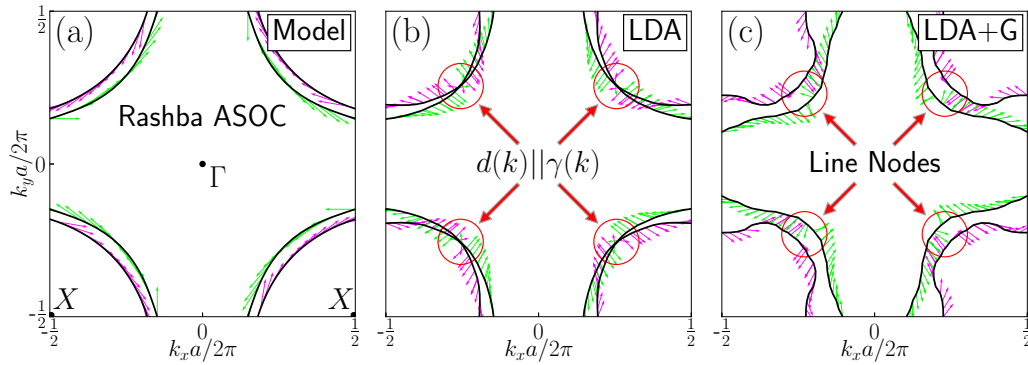 (a) Model
(b) LDA
(c) LDA+G
1/2
Rashba ASOC
Γ
X X
d(k)||γ(k)
Line Nodes
k_y a/2π
0
-1/2
-1/2 0 1/2
-1/2 0 1/2
-1/2 0 1/2
k_x a/2π
k_x a/2π
k_x a/2π